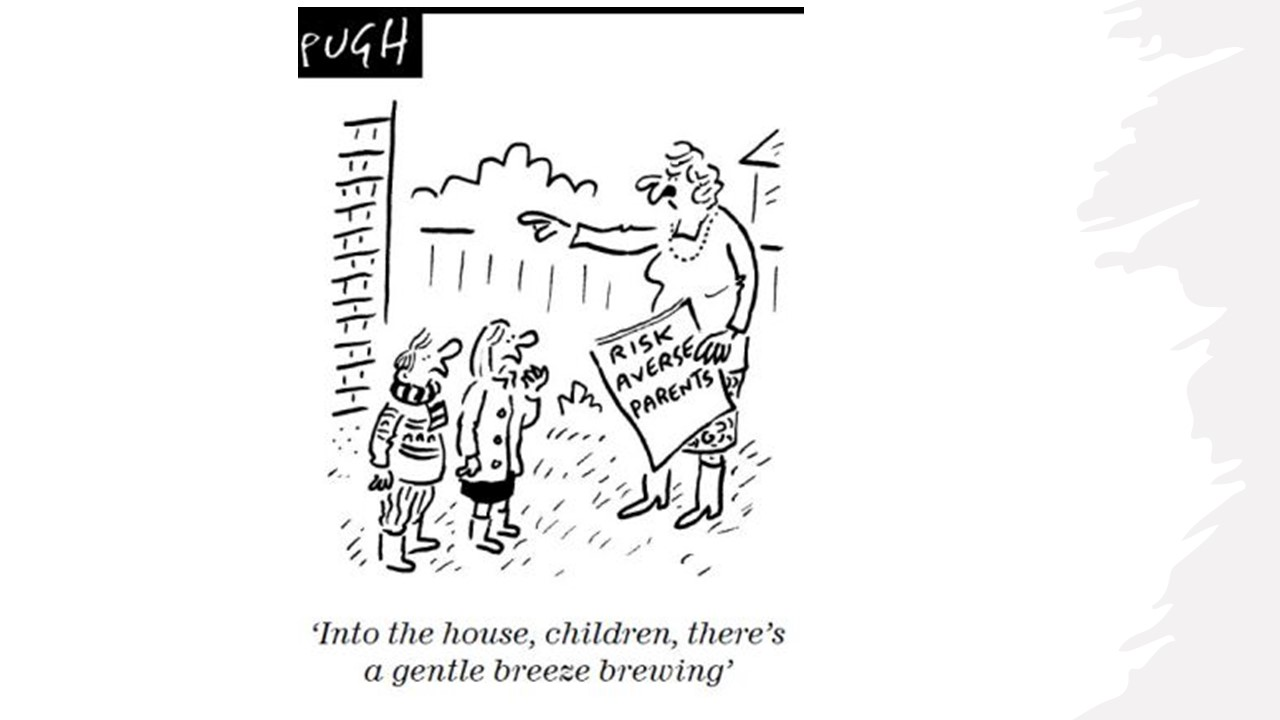 PUGH
RISK
AVERSE
PARENTS
‘Into the house, children, there’s
a gentle breeze brewing’